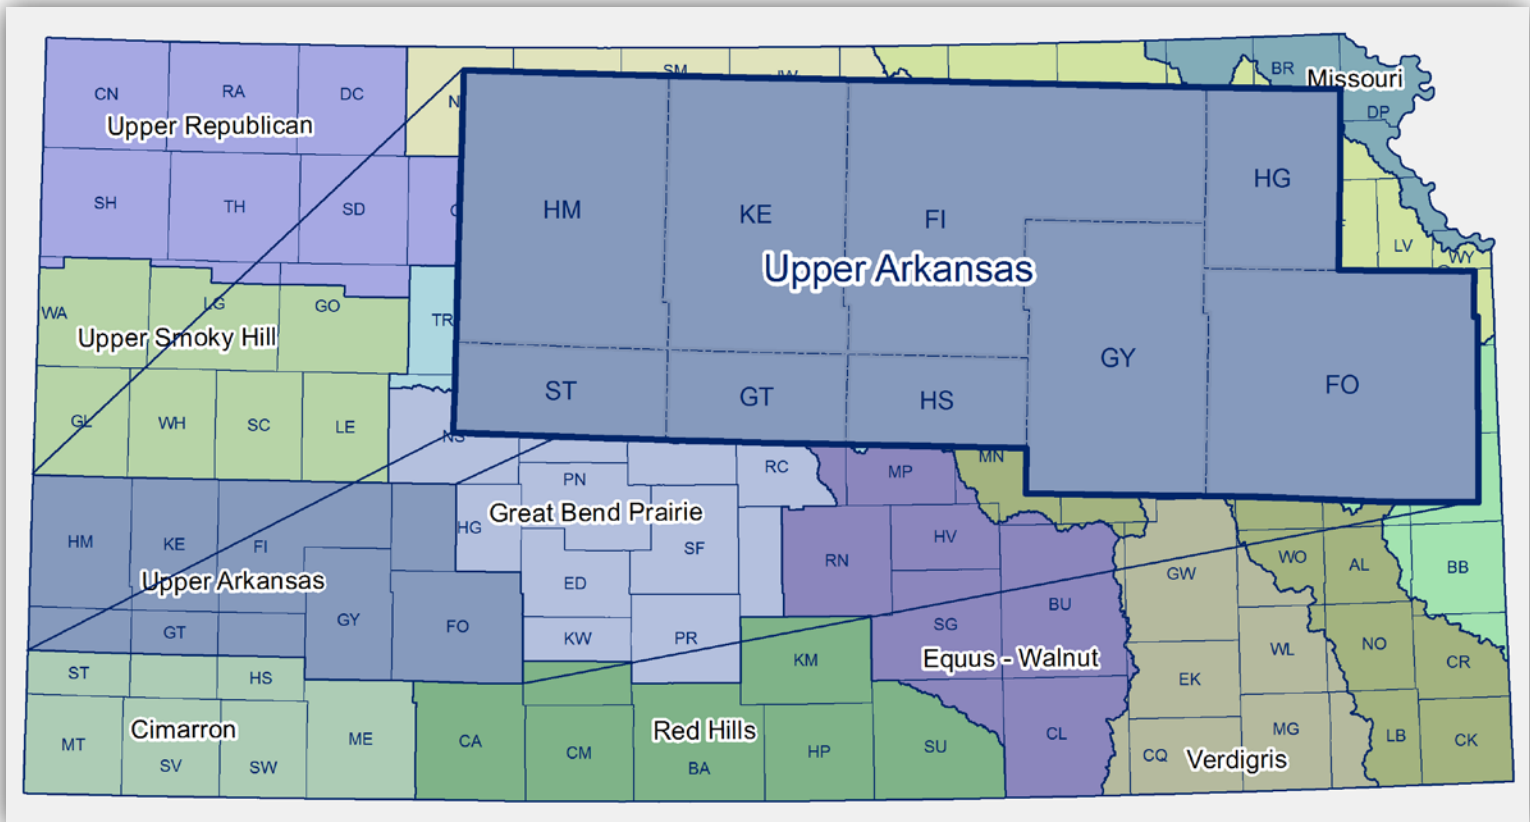 SM
JW
BR
Missouri
CN
RA
DC
N
DP
Upper Republican
HG
SH
TH
SD
HM
KE
FI
LV
WY
Upper Arkansas
WA
LG
GO
TR
Upper Smoky Hill
GY
FO
ST
GT
HS
GL
WH
SC
LE
NS
RC
MP
MN
PN
HG
Great Bend Prairie
HM
KE
FI
SF
RN
HV
WO
AL
BB
Upper Arkansas
ED
GW
GT
GY
FO
KW
PR
SG
BU
NO
CR
ST
HS
KM
Equus - Walnut
EK
WL
Cimarron
MT
SV
SW
ME
CA
CM
Red Hills
BA
HP
SU
CL
CQ
Verdigris
MG
LB
CK